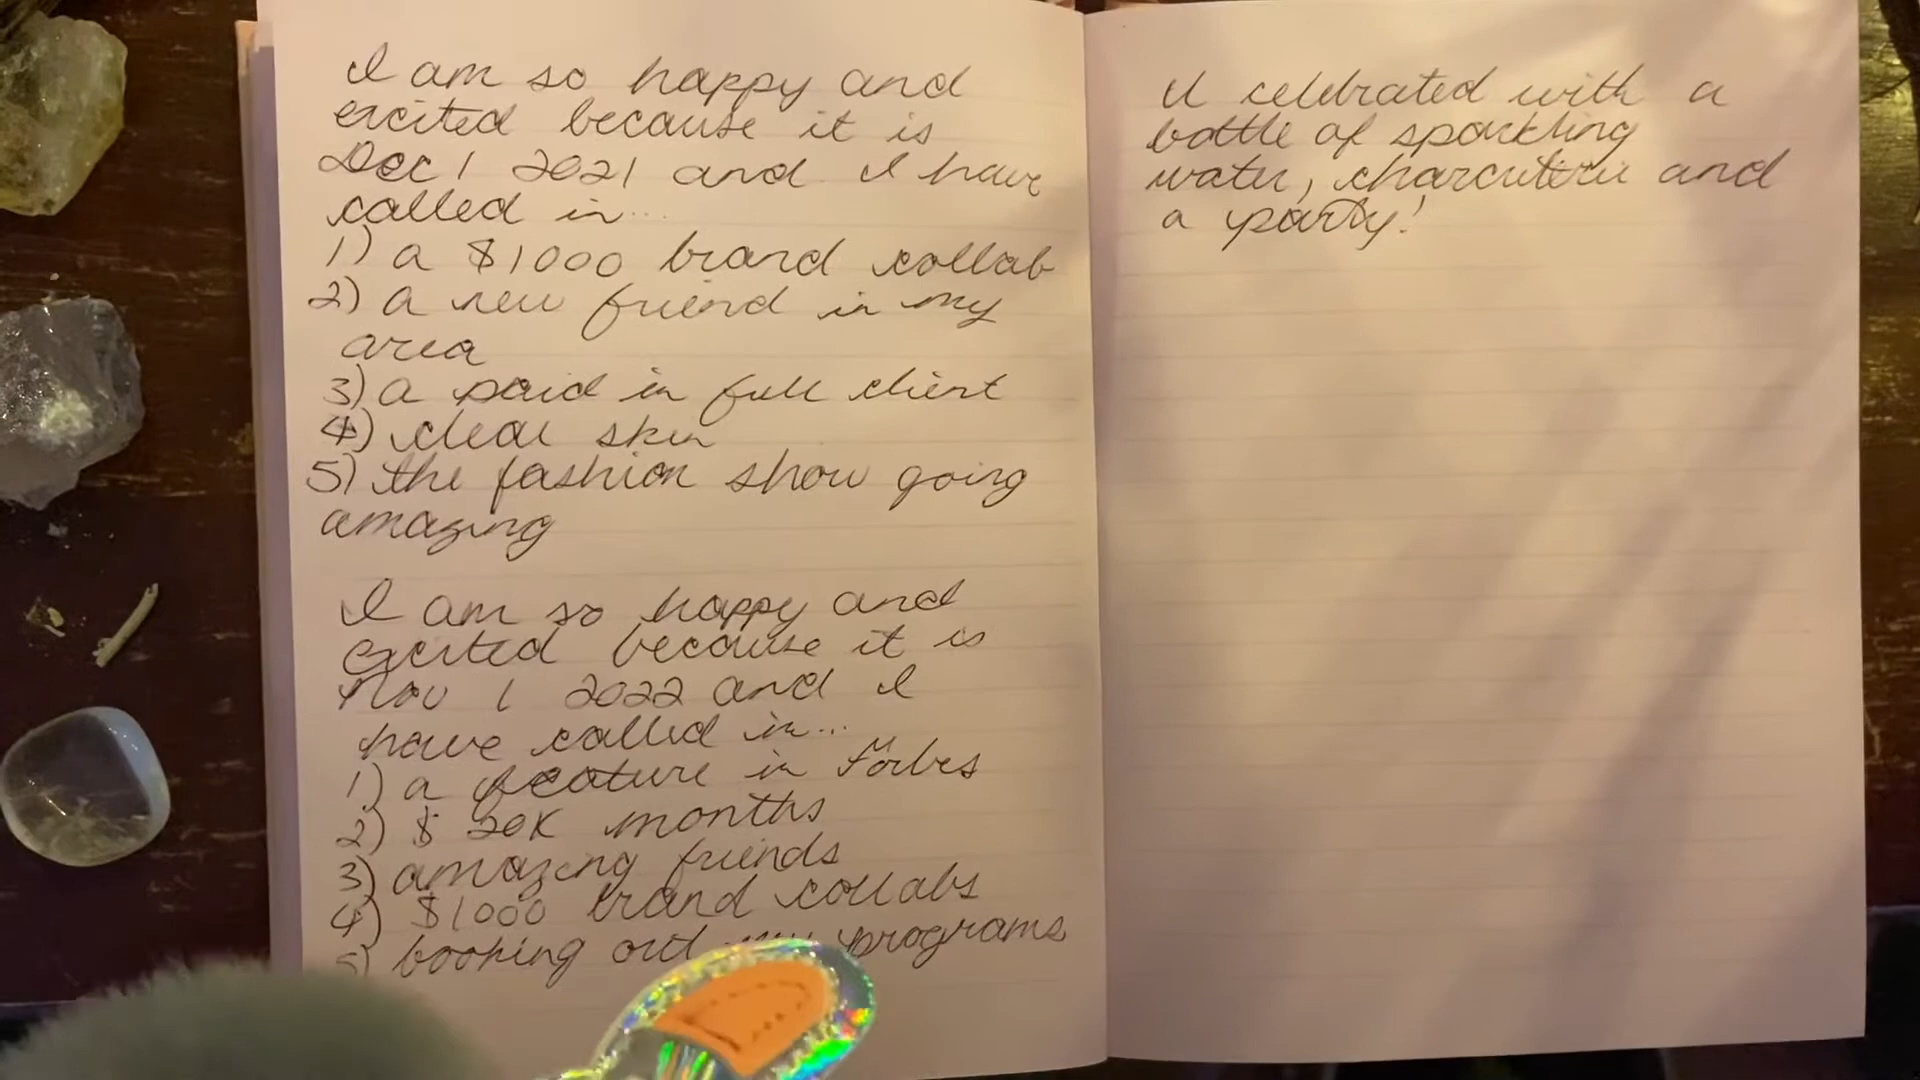 I am so happy and
excited because it is
Dec 1 2021 and I have
called in...
1) a $1000 brand collab
2) a new friend in my
area
3) a paid in full client
4) clear skin
5) the fashion show going
amazing
I am so happy and
excited because it is
Nov 1 2022 and I
have called in...
1) a feature in Forbes
2) $20K months
3) amazing friends
4) $1000 brand collabs
5) booking out my programs
I celebrated with a
bottle of sparkling
water, charcuterie and
a party!